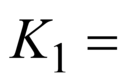 K₁ =